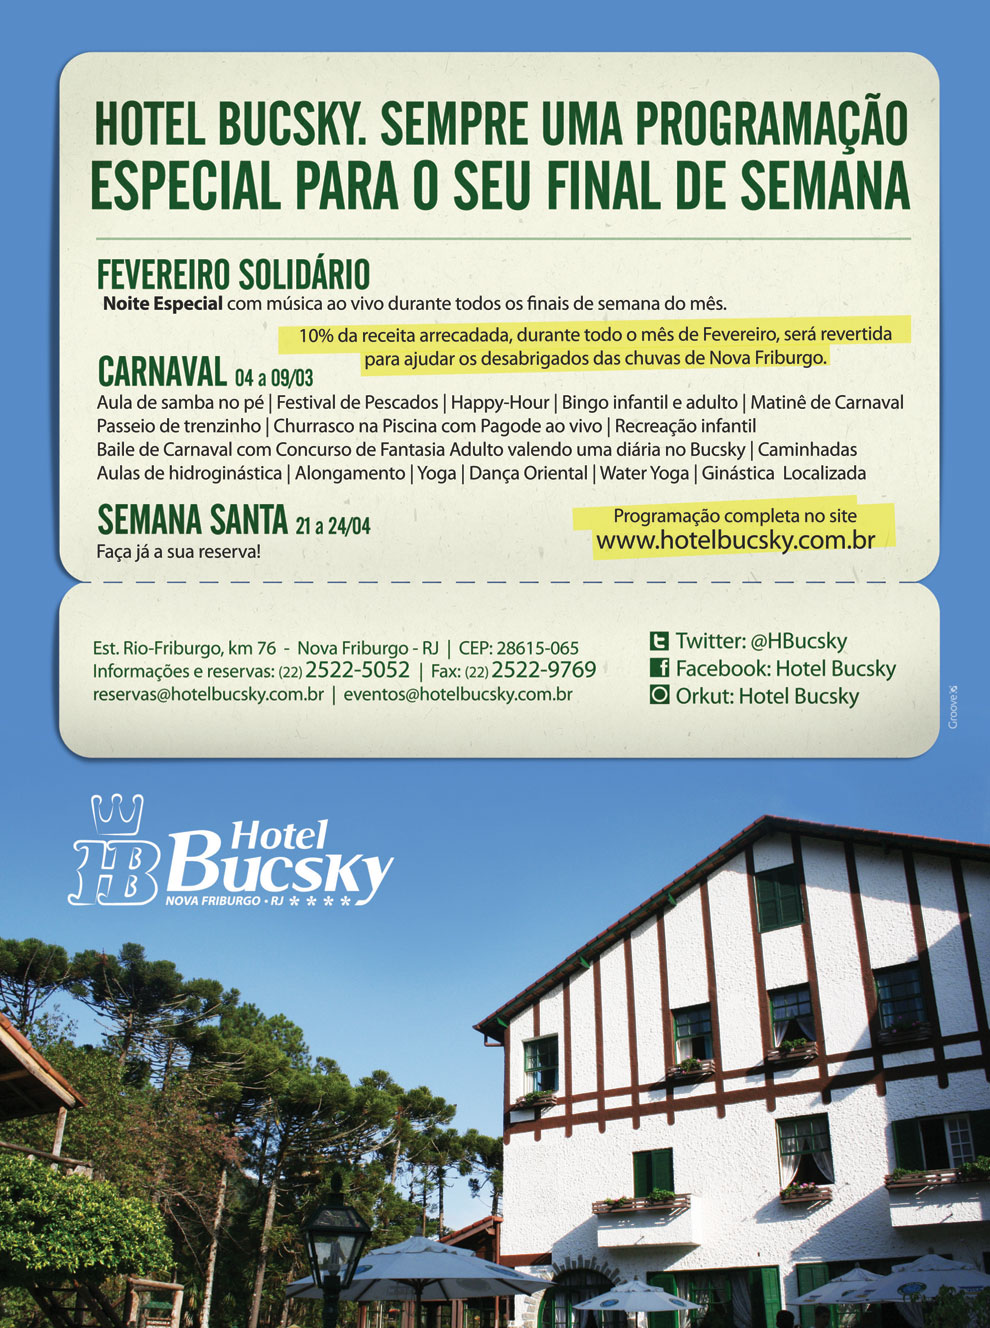 HOTEL BUCSKY. SEMPRE UMA PROGRAMAÇÃO
ESPECIAL PARA O SEU FINAL DE SEMANA
FEVEREIRO SOLIDÁRIO
Noite Especial com música ao vivo durante todos os finais de semana do mês.
10% da receita arrecadada, durante todo o mês de Fevereiro, será revertida
para ajudar os desabrigados das chuvas de Nova Friburgo.
CARNAVAL 04 a 09/03
Aula de samba no pé | Festival de Pescados | Happy-Hour | Bingo infantil e adulto | Matinê de Carnaval
Passeio de trenzinho | Churrasco na Piscina com Pagode ao vivo | Recreação infantil
Baile de Carnaval com Concurso de Fantasia Adulto valendo uma diária no Bucsky | Caminhadas
Aulas de hidroginástica | Alongamento | Yoga | Dança Oriental | Water Yoga | Ginástica Localizada
SEMANA SANTA 21 a 24/04
Faça já a sua reserva!
Programação completa no site
www.hotelbucsky.com.br
Est. Rio-Friburgo, km 76 - Nova Friburgo - RJ | CEP: 28615-065
Informações e reservas: (22) 2522-5052 | Fax: (22) 2522-9769
reservas@hotelbucsky.com.br | eventos@hotelbucsky.com.br
Twitter: @HBucsky
Facebook: Hotel Bucsky
Orkut: Hotel Bucsky
Groove
HB Hotel
Bucsky
NOVA FRIBURGO • RJ ****